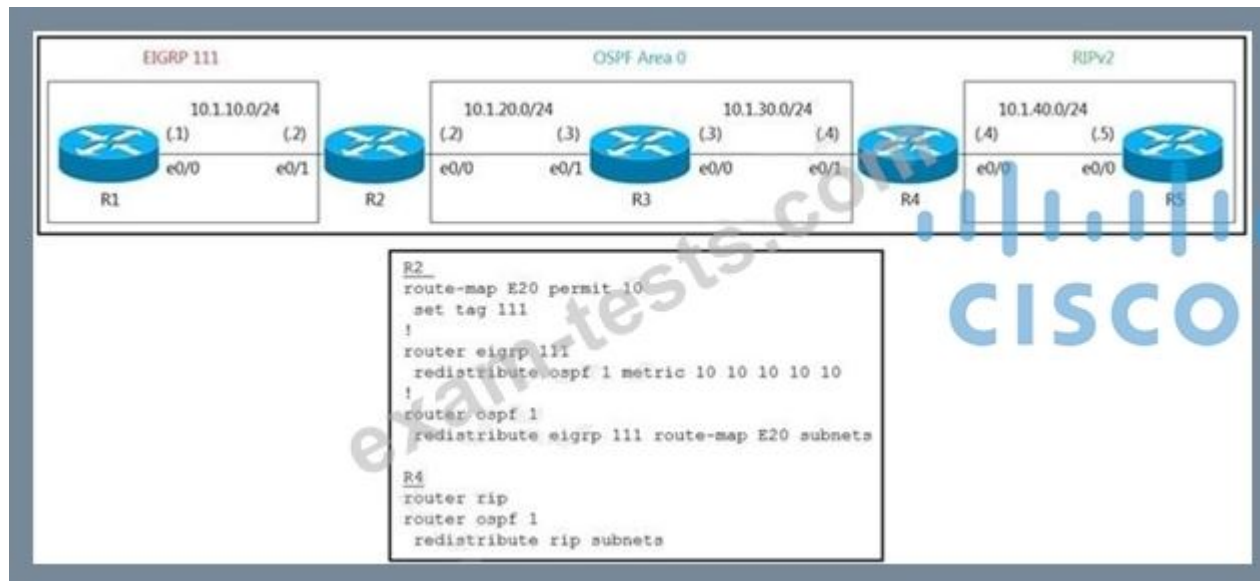 EIGRP 111
OSPF Area 0
RIPv2
10.1.10.0/24
10.1.20.0/24
10.1.30.0/24
10.1.40.0/24
(.1)
(.2)
(.2)
(.3)
(.3)
(.4)
(.4)
(.5)
e0/0
e0/1
e0/0
e0/1
e0/0
e0/1
e0/0
e0/0
R1
R2
R3
R4
R5
R2
route-map E20 permit 10
set tag 111
!
router eigrp 111
redistribute ospf 1 metric 10 10 10 10 10
!
router ospf 1
redistribute eigrp 111 route-map E20 subnets
R4
router rip
router ospf 1
redistribute rip subnets
exam-tests.com
CISCO